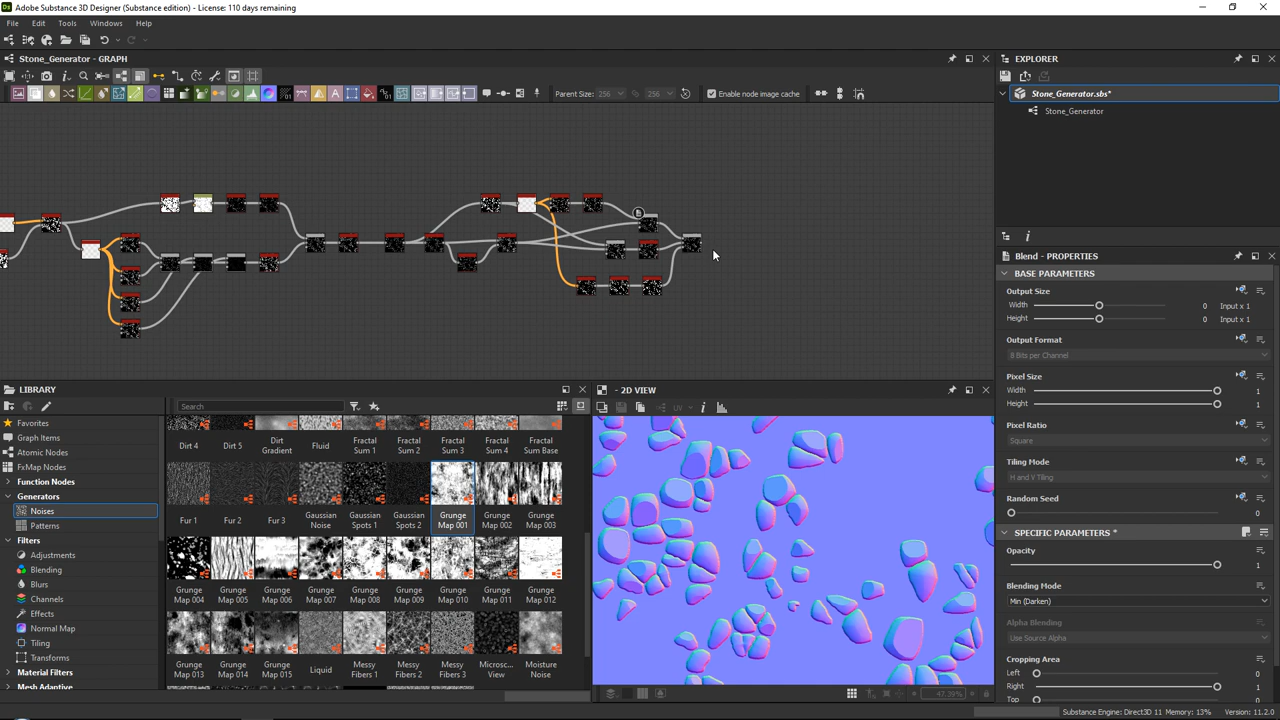 Adobe Substance 3D Designer (Substance edition) - License: 110 days remaining
File Edit Tools Windows Help
Stone_Generator - GRAPH
Parent Size: 256 256 Enable node image cache
LIBRARY
Search
Favorites
Graph Items
Atomic Nodes
FxMap Nodes
Function Nodes
Generators
Noises
Patterns
Filters
Adjustments
Blending
Blurs
Channels
Effects
Normal Map
Tiling
Transforms
Material Filters
Mesh Adaptive
Dirt 4 Dirt 5 Dirt Gradient Fluid Fractal Sum 1 Fractal Sum 2 Fractal Sum 3 Fractal Sum 4 Fractal Sum Base
Fur 1 Fur 2 Fur 3 Gaussian Noise Gaussian Spots 1 Gaussian Spots 2 Grunge Map 001 Grunge Map 002 Grunge Map 003
Grunge Map 004 Grunge Map 005 Grunge Map 006 Grunge Map 007 Grunge Map 008 Grunge Map 009 Grunge Map 010 Grunge Map 011 Grunge Map 012
Grunge Map 013 Grunge Map 014 Grunge Map 015 Liquid Messy Fibers 1 Messy Fibers 2 Messy Fibers 3 Microsc... View Moisture Noise
2D VIEW
UV
47.39%
EXPLORER
Stone_Generator.sbs*
Stone_Generator
Blend - PROPERTIES
BASE PARAMETERS
Output Size
Width 0 Input x 1
Height 0 Input x 1
Output Format
8 Bits per Channel
Pixel Size
Width 1
Height 1
Pixel Ratio
Square
Tiling Mode
H and V Tiling
Random Seed
0
SPECIFIC PARAMETERS *
Opacity
1
Blending Mode
Min (Darken)
Alpha Blending
Use Source Alpha
Cropping Area
Left 0
Right 1
Top 0
Substance Engine: Direct3D 11 Memory: 13% Version: 11.2.0